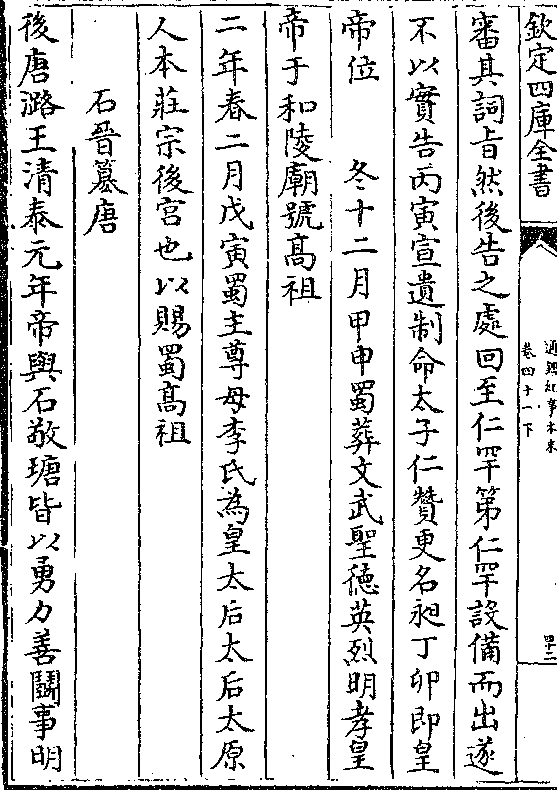 欽定四庫全書
通鑑紀事本末
卷四十一下
四十二
審其詞旨然後告之處回至仁罕第仁罕設備而出遂
不以實告丙寅宣遺制命太子仁贊更名昶丁卯即皇
帝位　冬十二月甲申蜀葬文武聖德英烈明孝皇
帝于和陵廟號高祖
二年春二月戊寅蜀主尊母李氏為皇太后太后太原
人本莊宗後宮也以賜蜀高祖
石晉簒唐
後唐潞王清泰元年帝與石敬瑭皆以勇力善鬭事明